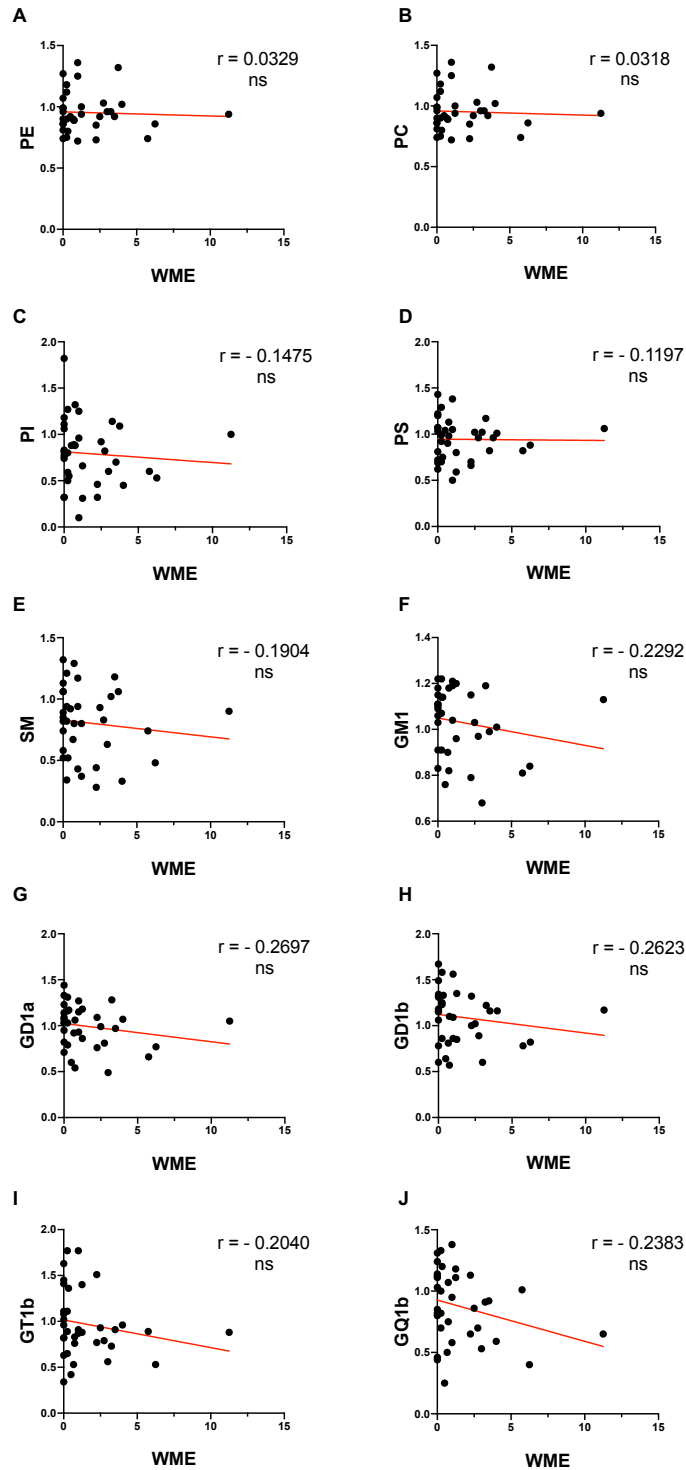 A
r = 0.0329
ns
1.5
1.0
0.5
0.0
PE
0
5
10
15
WME
B
r = 0.0318
ns
1.5
1.0
0.5
0.0
PC
0
5
10
15
WME
C
r = - 0.1475
ns
2.0
1.5
1.0
0.5
0.0
PI
0
5
10
15
WME
D
r = - 0.1197
ns
2.0
1.5
1.0
0.5
0.0
PS
0
5
10
15
WME
E
r = - 0.1904
ns
1.5
1.0
0.5
0.0
SM
0
5
10
15
WME
F
r = - 0.2292
ns
1.4
1.2
1.0
0.8
0.6
GM1
0
5
10
15
WME
G
r = - 0.2697
ns
2.0
1.5
1.0
0.5
0.0
GD1a
0
5
10
15
WME
H
r = - 0.2623
ns
2.0
1.5
1.0
0.5
0.0
GD1b
0
5
10
15
WME
I
r = - 0.2040
ns
2.0
1.5
1.0
0.5
0.0
GT1b
0
5
10
15
WME
J
r = - 0.2383
ns
1.5
1.0
0.5
0.0
GQ1b
0
5
10
15
WME